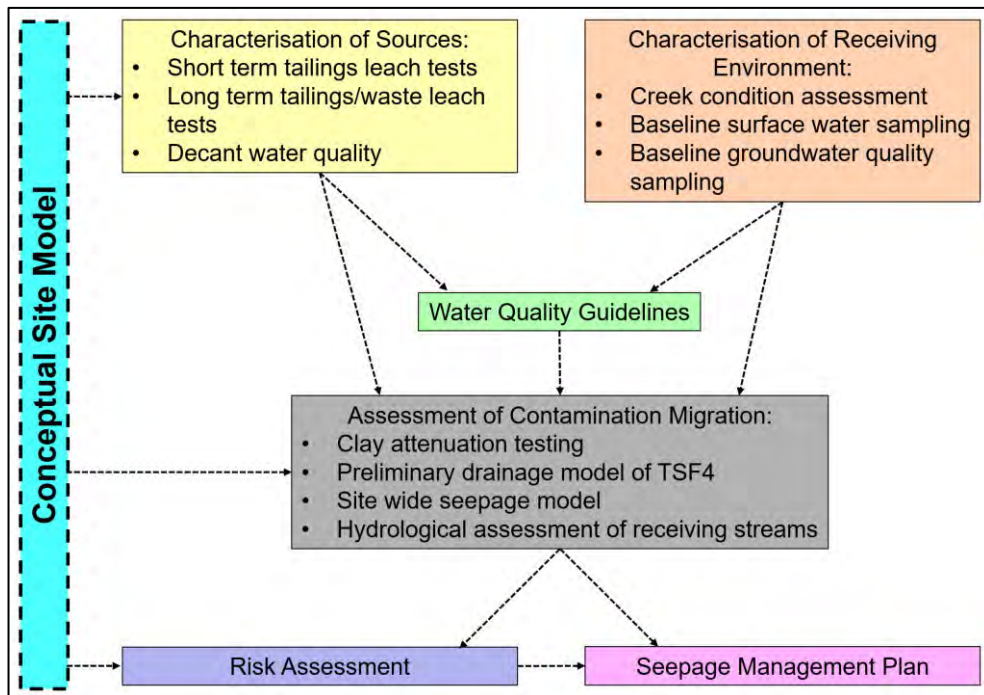 Conceptual Site Model
Characterisation of Sources:
• Short term tailings leach tests
• Long term tailings/waste leach
tests
• Decant water quality
Characterisation of Receiving
Environment:
• Creek condition assessment
• Baseline surface water sampling
• Baseline groundwater quality
sampling
Water Quality Guidelines
Assessment of Contamination Migration:
• Clay attenuation testing
• Preliminary drainage model of TSF4
• Site wide seepage model
• Hydrological assessment of receiving streams
Risk Assessment
Seepage Management Plan